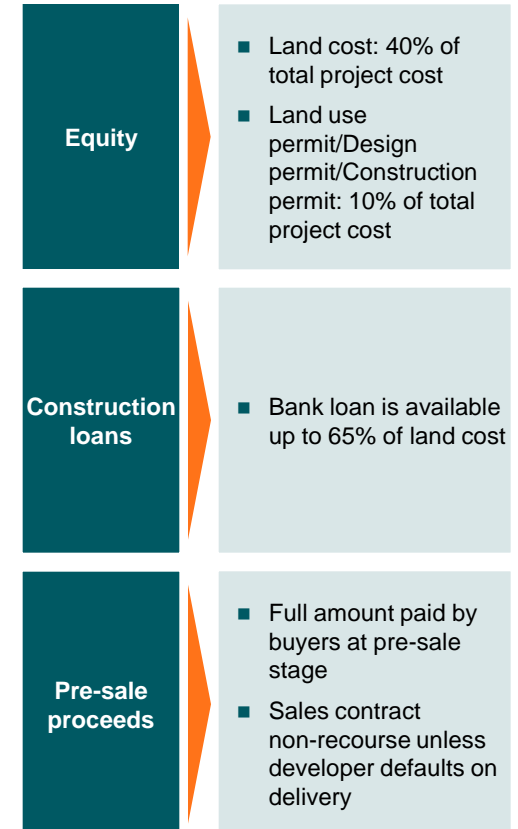 Equity
■ Land cost: 40% of
total project cost
■ Land use
permit/Design
permit/Construction
permit: 10% of total
project cost
Construction
loans
■ Bank loan is available
up to 65% of land cost
Pre-sale
proceeds
■ Full amount paid by
buyers at pre-sale
stage
■ Sales contract
non-recourse unless
developer defaults on
delivery